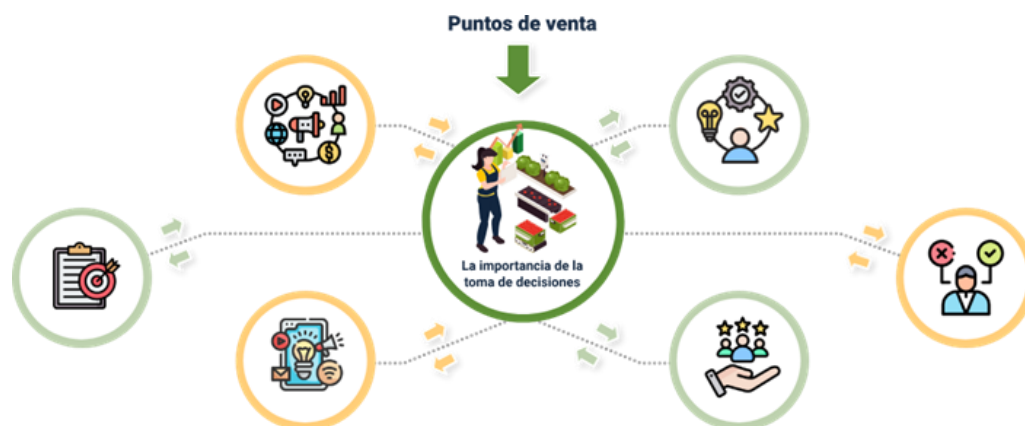 Puntos de venta
La importancia de la
toma de decisiones